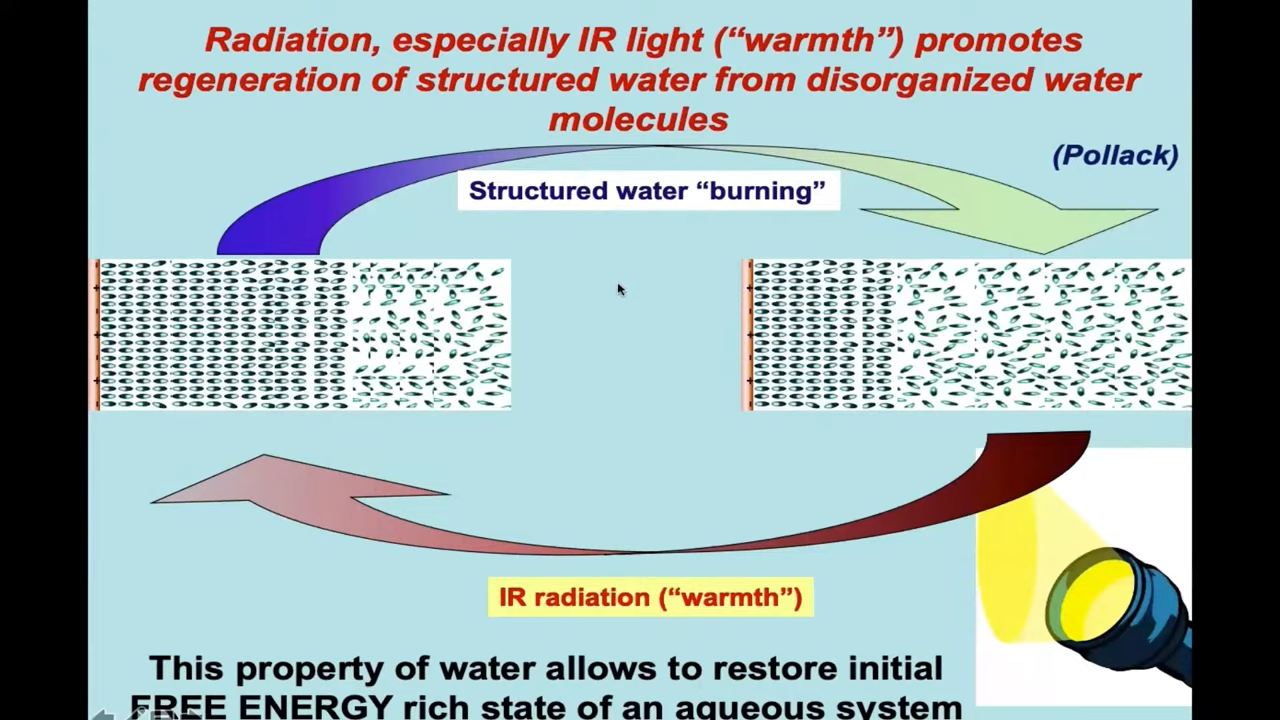 Radiation, especially IR light (“warmth”) promotes
regeneration of structured water from disorganized water
molecules
(Pollack)
Structured water “burning”
IR radiation (“warmth”)
This property of water allows to restore initial
FREE ENERGY rich state of an aqueous system